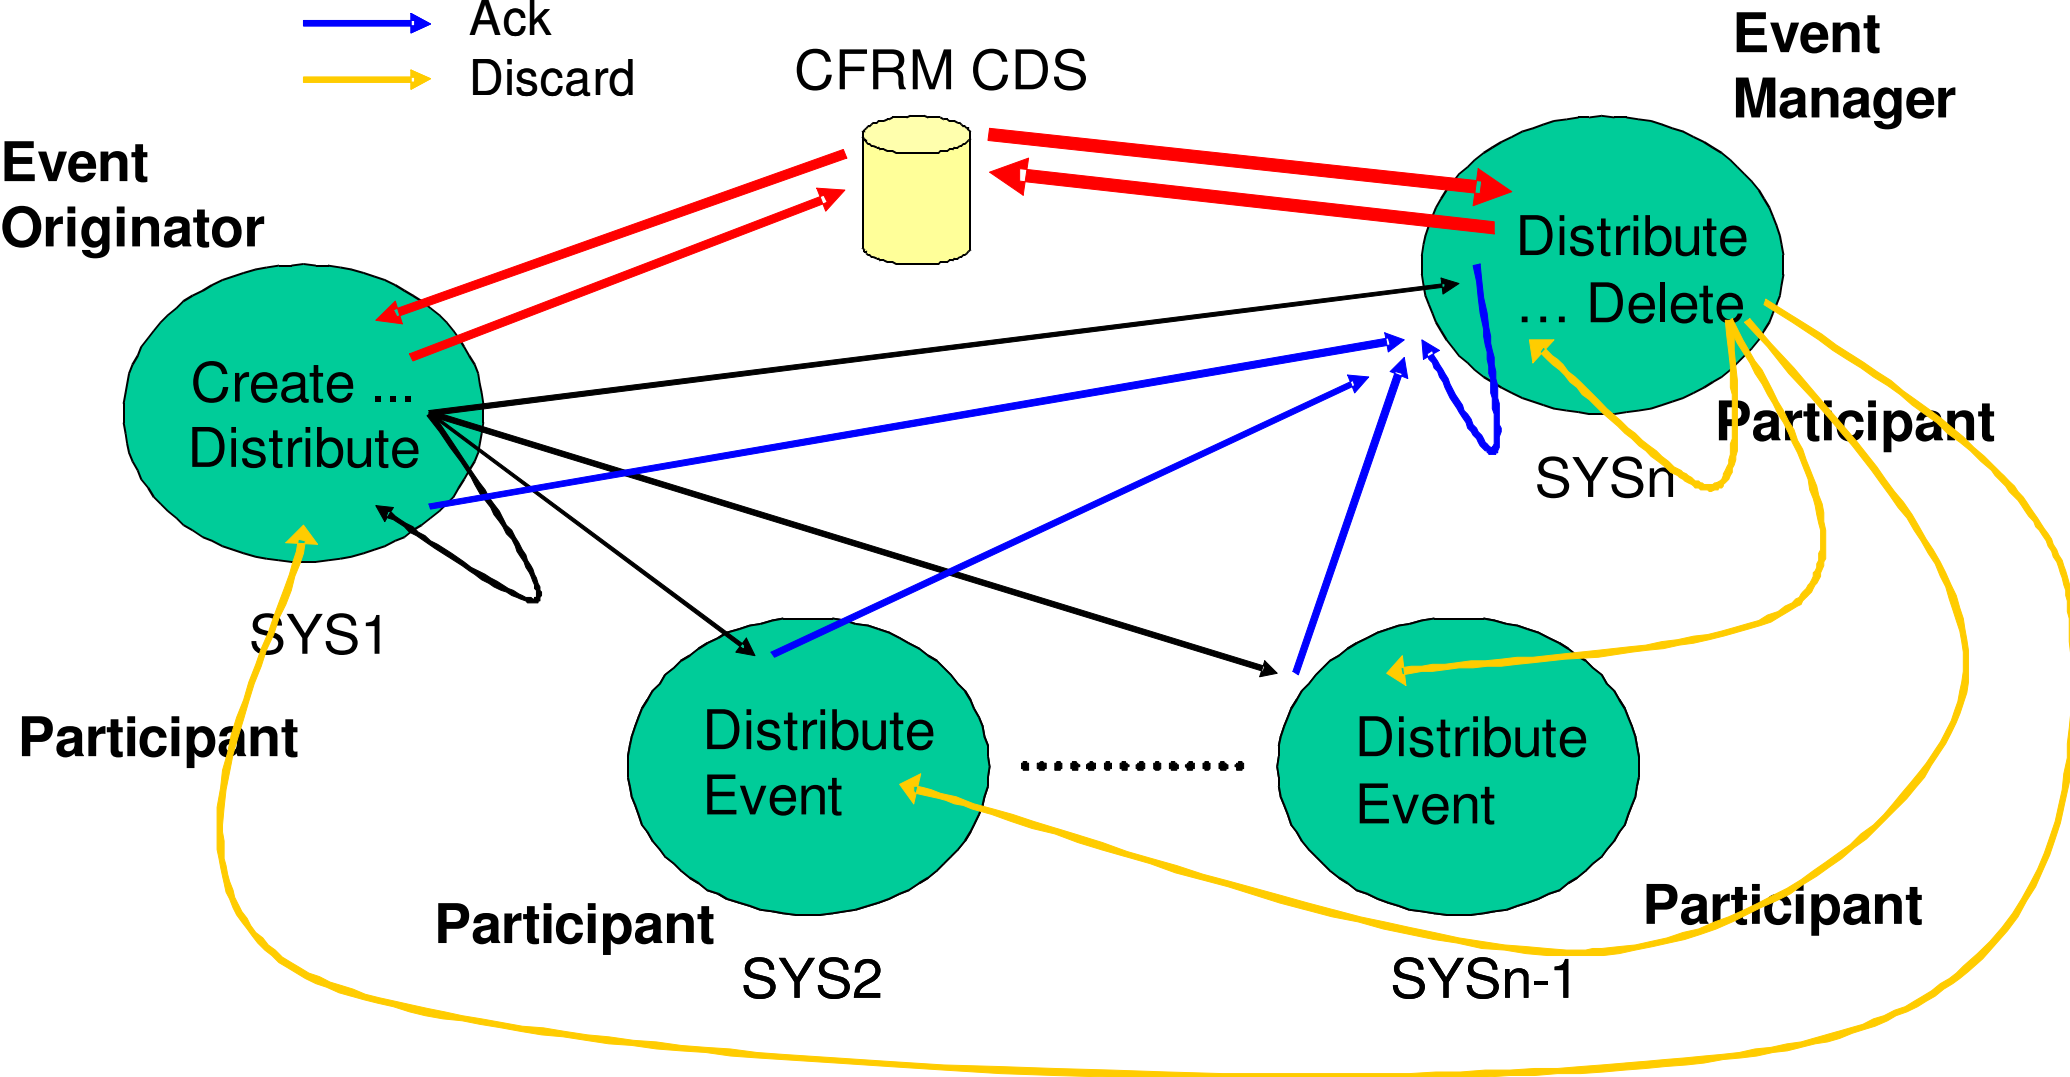 Ack
Discard
CFRM CDS
Event
Manager
Event
Originator
Distribute
... Delete
Create ...
Distribute
Participant
SYSn
SYS1
Participant
Distribute
Event
Distribute
Event
Participant
Participant
SYS2
SYSn-1